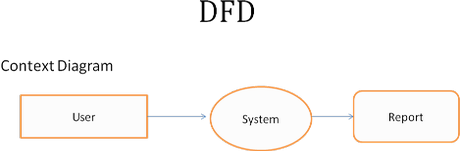 DFD
Context Diagram
User
System
Report